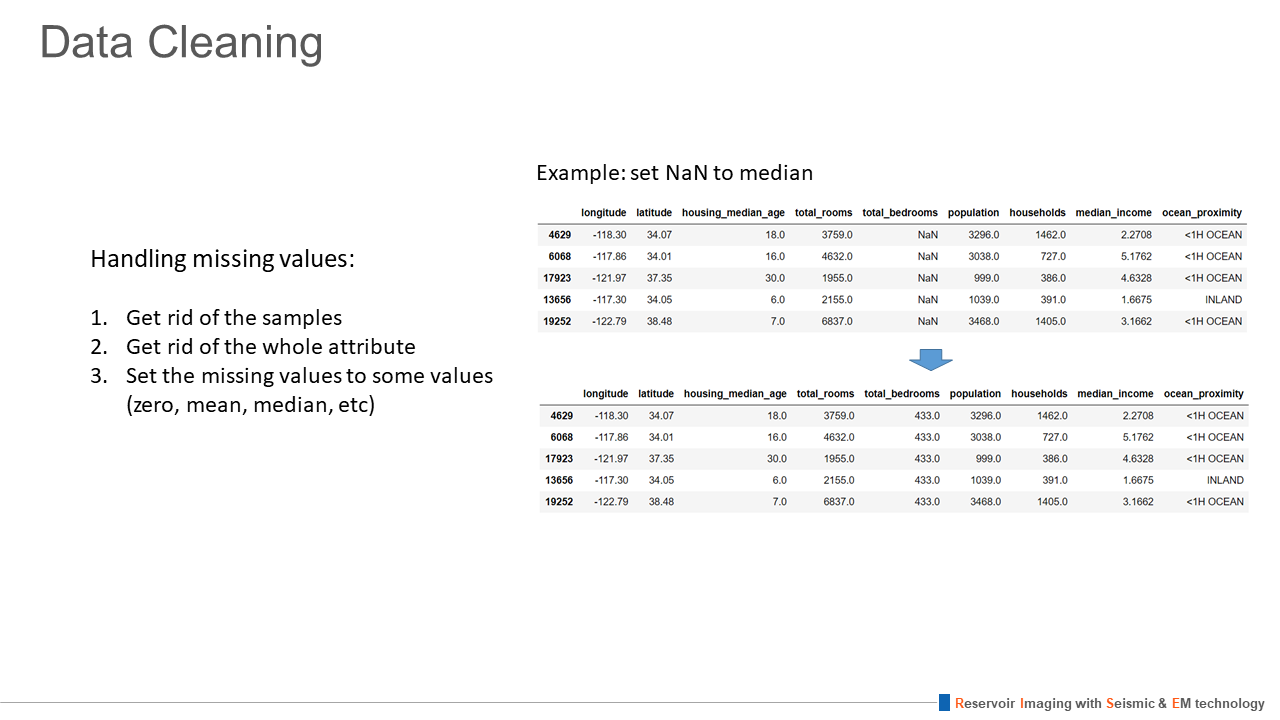 Data Cleaning
Handling missing values:
1. Get rid of the samples
2. Get rid of the whole attribute
3. Set the missing values to some values
(zero, mean, median, etc)
Example: set NaN to median
longitude latitude housing_median_age total_rooms total_bedrooms population households median_income ocean_proximity
4629 -118.30 34.07 18.0 3759.0 NaN 3296.0 1462.0 2.2708 <1H OCEAN
6068 -117.86 34.01 16.0 4632.0 NaN 3038.0 727.0 5.1762 <1H OCEAN
17923 -121.97 37.35 30.0 1955.0 NaN 999.0 386.0 4.6328 <1H OCEAN
13656 -117.30 34.05 6.0 2155.0 NaN 1039.0 391.0 1.6675 INLAND
19252 -122.79 38.48 7.0 6837.0 NaN 3468.0 1405.0 3.1662 <1H OCEAN
longitude latitude housing_median_age total_rooms total_bedrooms population households median_income ocean_proximity
4629 -118.30 34.07 18.0 3759.0 433.0 3296.0 1462.0 2.2708 <1H OCEAN
6068 -117.86 34.01 16.0 4632.0 433.0 3038.0 727.0 5.1762 <1H OCEAN
17923 -121.97 37.35 30.0 1955.0 433.0 999.0 386.0 4.6328 <1H OCEAN
13656 -117.30 34.05 6.0 2155.0 433.0 1039.0 391.0 1.6675 INLAND
19252 -122.79 38.48 7.0 6837.0 433.0 3468.0 1405.0 3.1662 <1H OCEAN
Reservoir Imaging with Seismic & EM technology